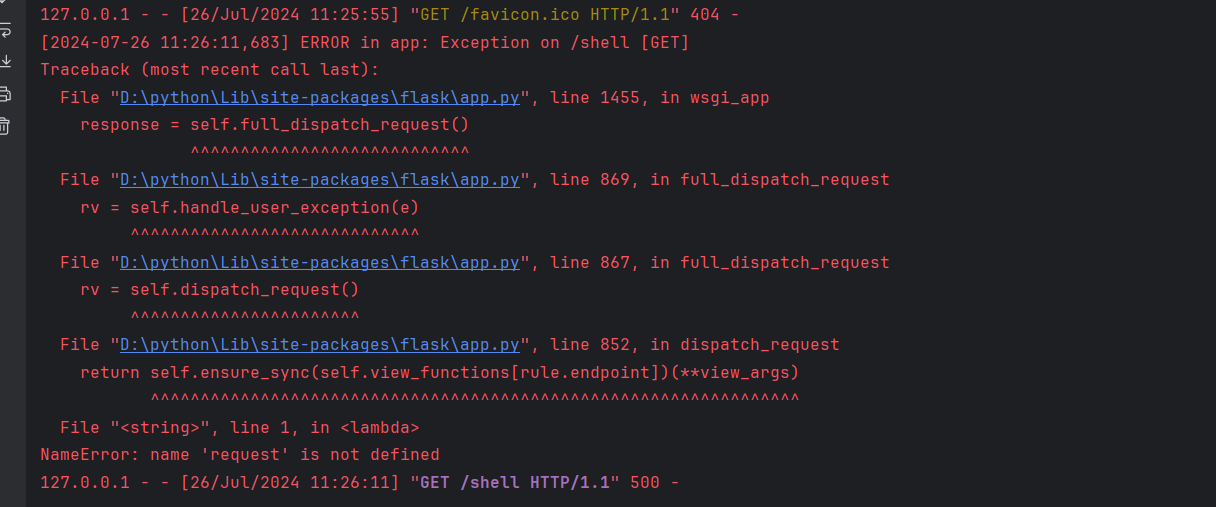 127.0.0.1 - - [26/Jul/2024 11:25:55] "GET /favicon.ico HTTP/1.1" 404 -
[2024-07-26 11:26:11,683] ERROR in app: Exception on /shell [GET]
Traceback (most recent call last):
  File "D:\python\Lib\site-packages\flask\app.py", line 1455, in wsgi_app
    response = self.full_dispatch_request()
               ^^^^^^^^^^^^^^^^^^^^^^^^^^^^
  File "D:\python\Lib\site-packages\flask\app.py", line 869, in full_dispatch_request
    rv = self.handle_user_exception(e)
         ^^^^^^^^^^^^^^^^^^^^^^^^^^^^^
  File "D:\python\Lib\site-packages\flask\app.py", line 867, in full_dispatch_request
    rv = self.dispatch_request()
         ^^^^^^^^^^^^^^^^^^^^^^^
  File "D:\python\Lib\site-packages\flask\app.py", line 852, in dispatch_request
    return self.ensure_sync(self.view_functions[rule.endpoint])(**view_args)
           ^^^^^^^^^^^^^^^^^^^^^^^^^^^^^^^^^^^^^^^^^^^^^^^^^^^^^^^^^^^^^^^^^
  File "<string>", line 1, in <lambda>
NameError: name 'request' is not defined
127.0.0.1 - - [26/Jul/2024 11:26:11] "GET /shell HTTP/1.1" 500 -